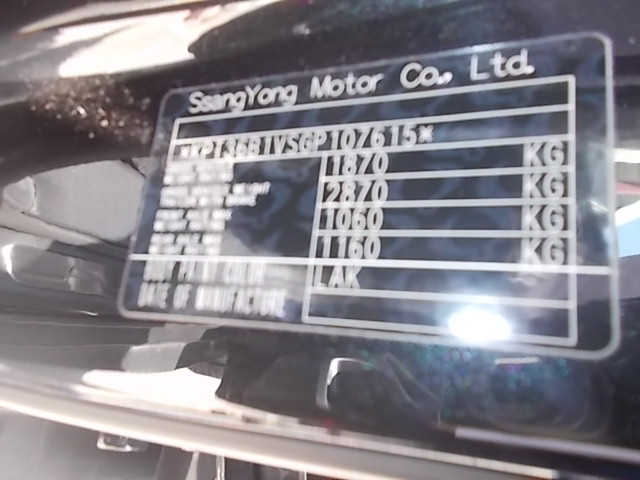 SsangYong Motor Co., Ltd.
*KPT36B1VSGP107615*
1870 KG
2870 KG
1060 KG
1160 KG
BODY PAINT COLOR LAK
DATE OF MANUFACTURE